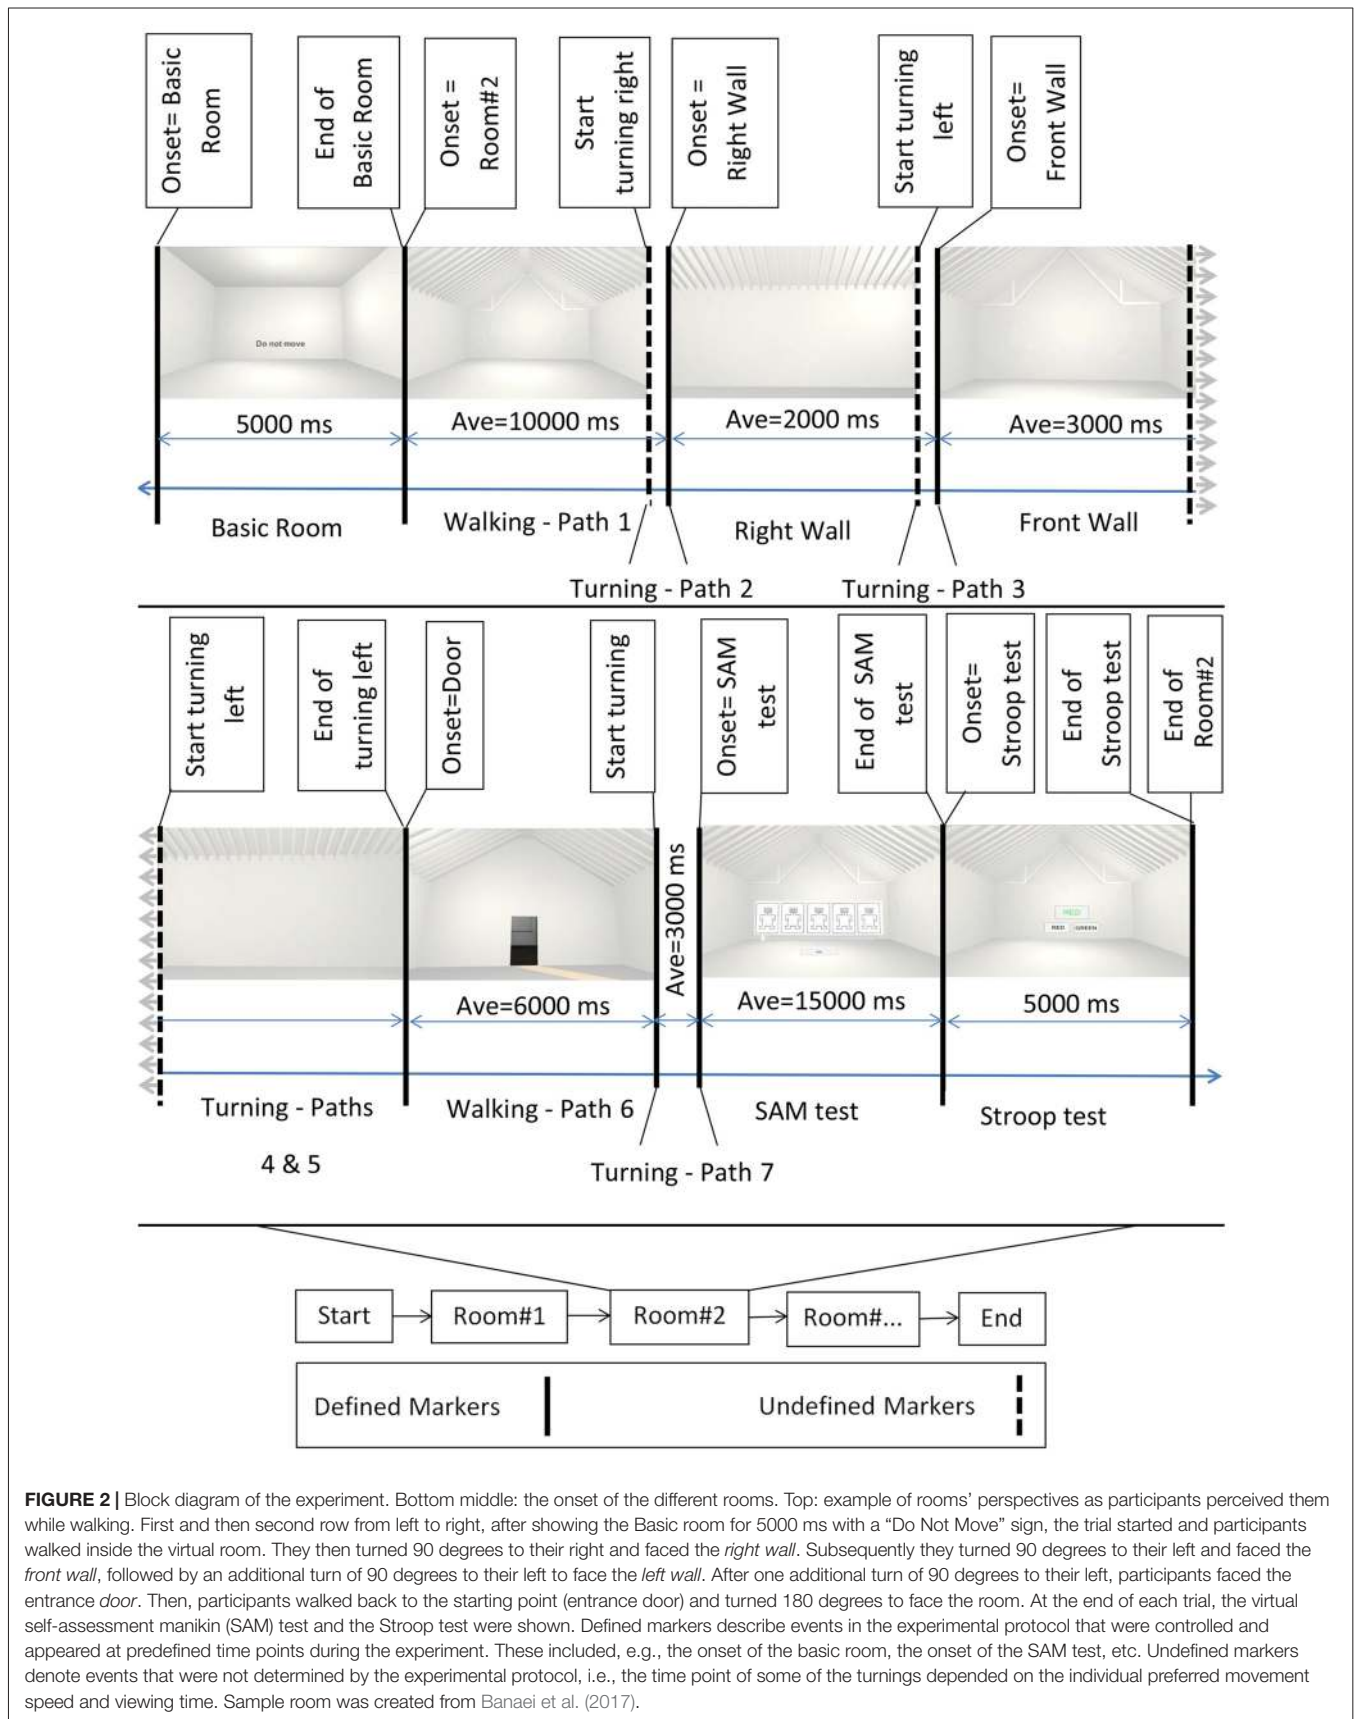 Onset= Basic
Room
End of
Basic Room
Onset =
Room#2
Start
turning right
Onset =
Right Wall
Start turning
left
Onset=
Front Wall
Do not move
5000 ms
Ave=10000 ms
Ave=2000 ms
Ave=3000 ms
Basic Room
Walking - Path 1
Right Wall
Front Wall
Turning - Path 2
Turning - Path 3
Start turning
left
End of
turning left
Onset=Door
Start turning
Onset= SAM
test
End of SAM
test
Onset=
Stroop test
End of
Stroop test
End of
Room#2
RED
RED
GREEN
Ave=6000 ms
Ave=3000 ms
Ave=15000 ms
5000 ms
Turning - Paths
4 & 5
Walking - Path 6
SAM test
Stroop test
Turning - Path 7
Start
Room#1
Room#2
Room#...
End
Defined Markers
Undefined Markers
FIGURE 2 | Block diagram of the experiment. Bottom middle: the onset of the different rooms. Top: example of rooms' perspectives as participants perceived them
while walking. First and then second row from left to right, after showing the Basic room for 5000 ms with a “Do Not Move” sign, the trial started and participants
walked inside the virtual room. They then turned 90 degrees to their right and faced the right wall. Subsequently they turned 90 degrees to their left and faced the
front wall, followed by an additional turn of 90 degrees to their left to face the left wall. After one additional turn of 90 degrees to their left, participants faced the
entrance door. Then, participants walked back to the starting point (entrance door) and turned 180 degrees to face the room. At the end of each trial, the virtual
self-assessment manikin (SAM) test and the Stroop test were shown. Defined markers describe events in the experimental protocol that were controlled and
appeared at predefined time points during the experiment. These included, e.g., the onset of the basic room, the onset of the SAM test, etc. Undefined markers
denote events that were not determined by the experimental protocol, i.e., the time point of some of the turnings depended on the individual preferred movement
speed and viewing time. Sample room was created from Banaei et al. (2017).